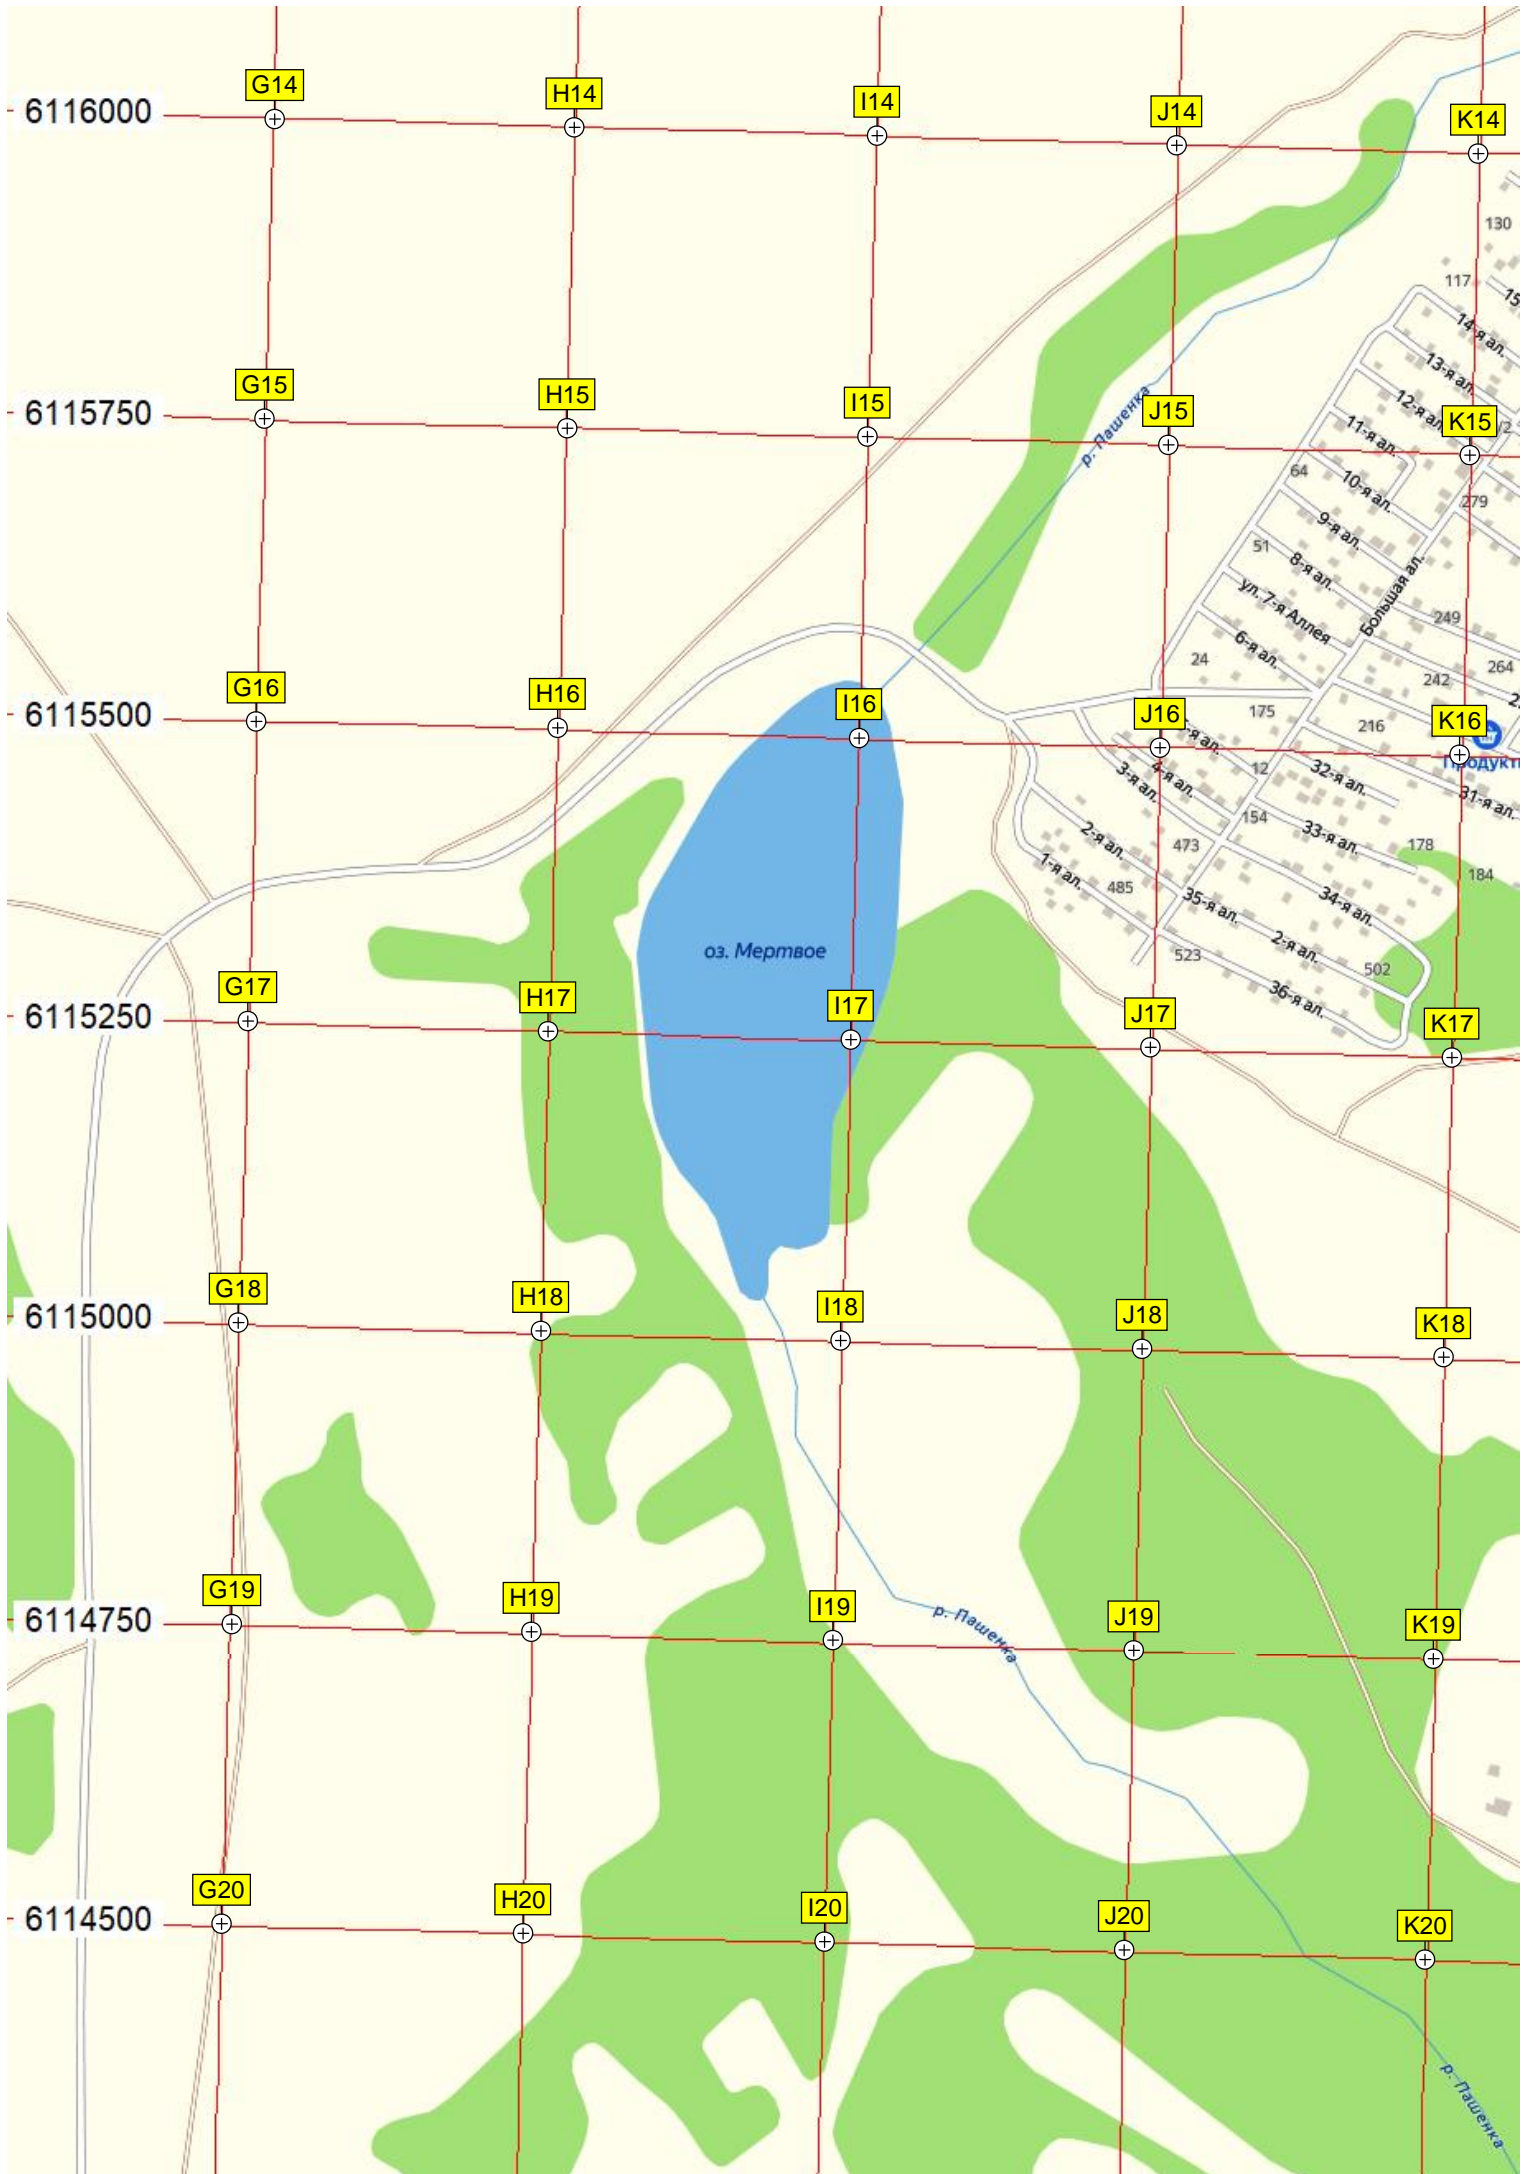 G14
H14
I14
J14
K14
6116000
130
117
15
14-я ал.
13-я ал.
G15
H15
I15
J15
K15
6115750
р. Пашенка
12-я ал.
11-я ал.
64
10-я ал.
279
9-я ал.
51
8-я ал.
Большая ал.
ул. 7-я Аллея
249
6-я ал.
24
264
242
G16
H16
I16
J16
K16
6115500
175
216
12
32-я ал.
Продукт
4-я ал.
3-я ал.
31-я ал.
154
33-я ал.
2-я ал.
473
178
1-я ал.
485
184
35-я ал.
34-я ал.
оз. Мертвое
523
2-я ал.
502
36-я ал.
G17
H17
I17
J17
K17
6115250
G18
H18
I18
J18
K18
6115000
G19
H19
I19
J19
K19
6114750
р. Пашенка
G20
H20
I20
J20
K20
6114500
р. Пашенка